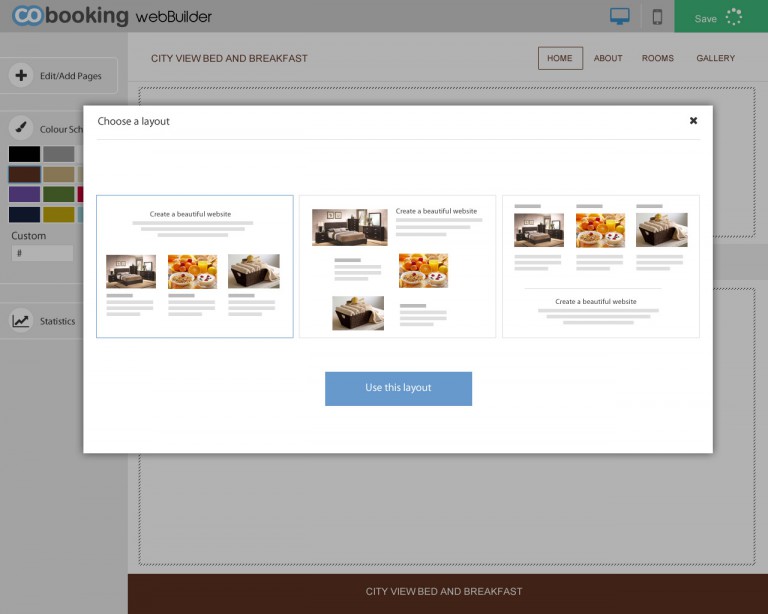 cobooking webBuilder
Save
CITY VIEW BED AND BREAKFAST
HOME ABOUT ROOMS GALLERY
Edit/Add Pages
Colour Sch
Custom
#
Statistics
Choose a layout
Create a beautiful website
Create a beautiful website
Create a beautiful website
Use this layout
CITY VIEW BED AND BREAKFAST